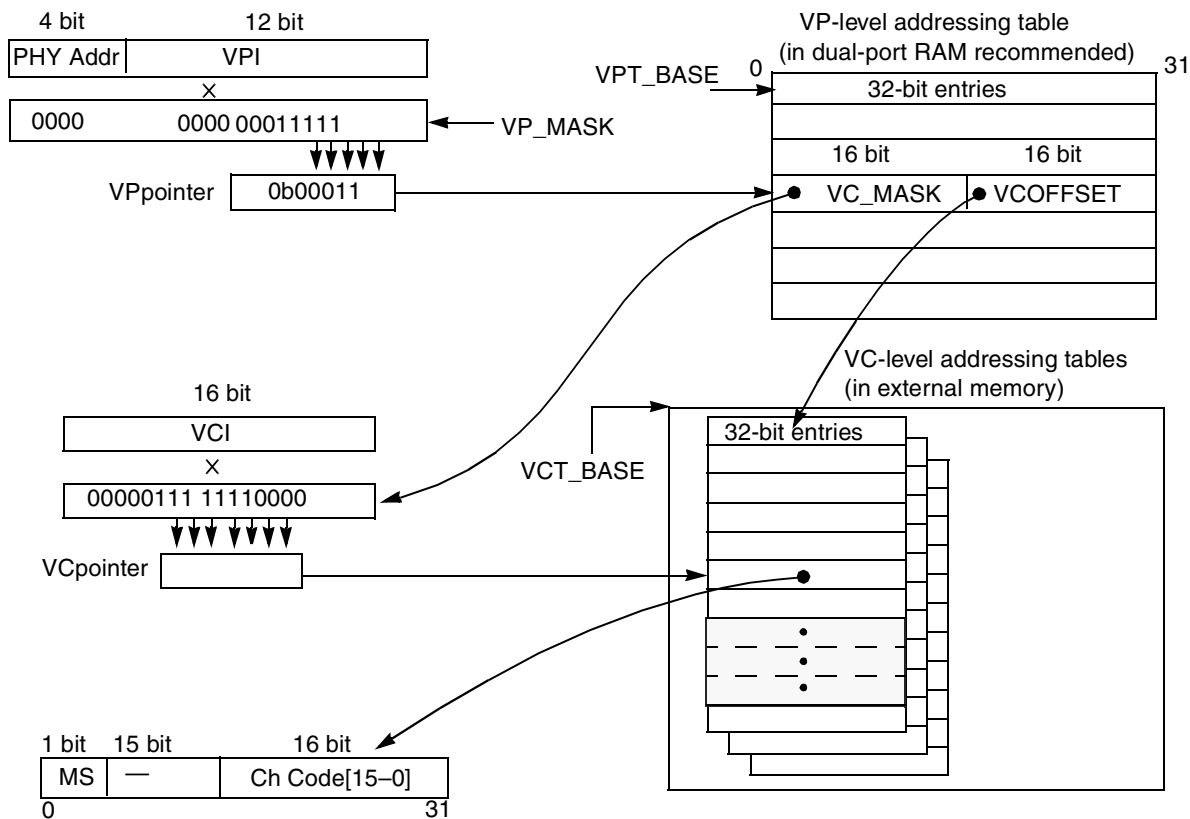 4 bit 12 bit
PHY Addr VPI
×
0000 0000 00011111
VP_MASK
VPpointer 0b00011
VP-level addressing table
(in dual-port RAM recommended)
VPT_BASE 0 31
32-bit entries
16 bit 16 bit
VC_MASK VCOFFSET
VC-level addressing tables
(in external memory)
16 bit
VCI
×
00000111 11110000
VCpointer
VCT_BASE
32-bit entries
1 bit 15 bit 16 bit
MS — Ch Code[15–0]
0 31